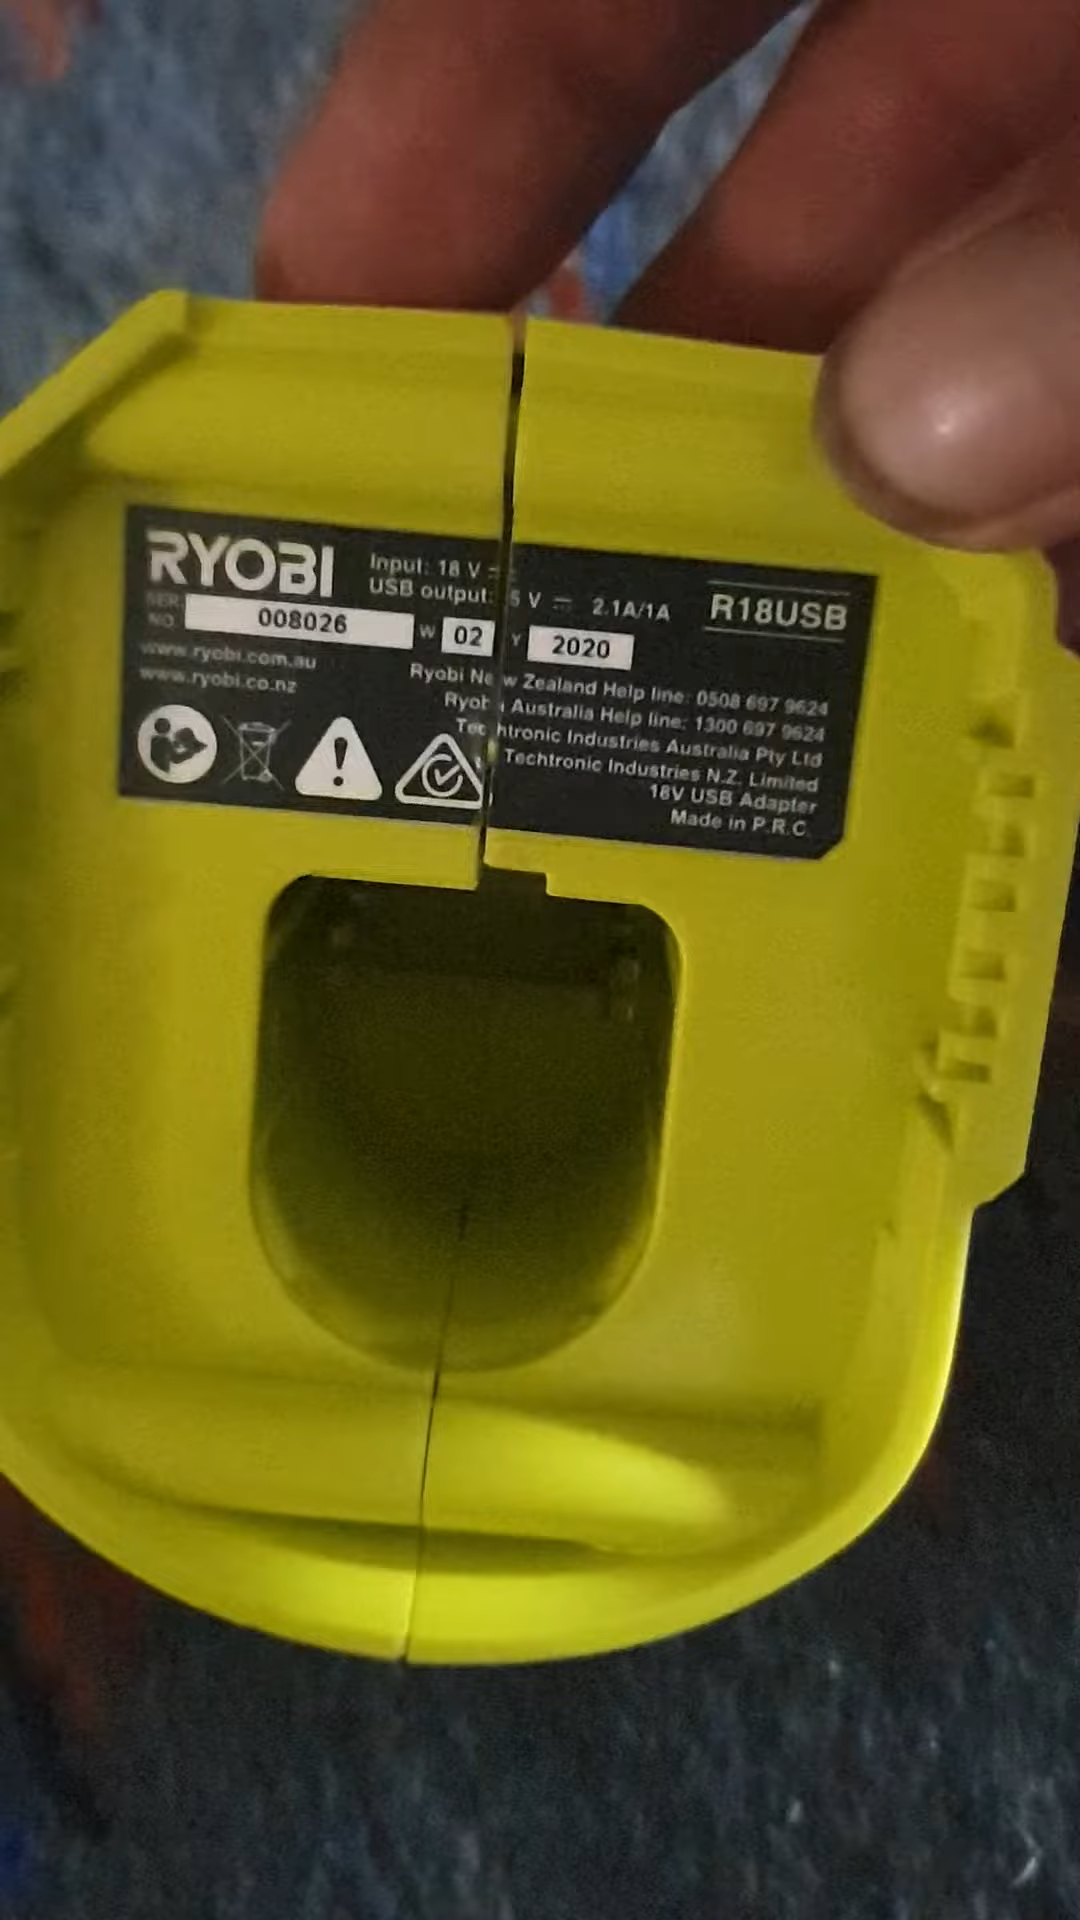 RYOBI
Input: 18 V ⎓
USB output: 5 V ⎓ 2.1A/1A
R18USB
SER. NO. 008026 W 02 Y 2020
www.ryobi.com.au
www.ryobi.co.nz
Ryobi New Zealand Help line: 0508 697 9624
Ryobi Australia Help line: 1300 697 9624
Techtronic Industries Australia Pty Ltd
Techtronic Industries N.Z. Limited
18V USB Adapter
Made in P.R.C.